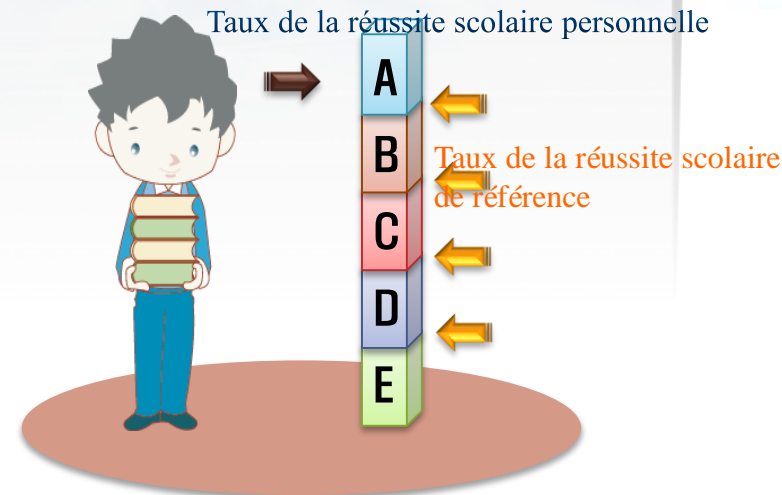 Taux de la réussite scolaire personnelle
A
B
Taux de la réussite scolaire
de référence
C
D
E